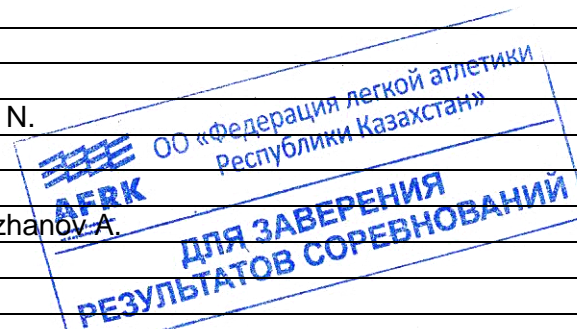 N.
ОО «Федерация легкой атлетики
Республики Казахстан»
AFRK
zhanov A.
ДЛЯ ЗАВЕРЕНИЯ
РЕЗУЛЬТАТОВ СОРЕВНОВАНИЙ